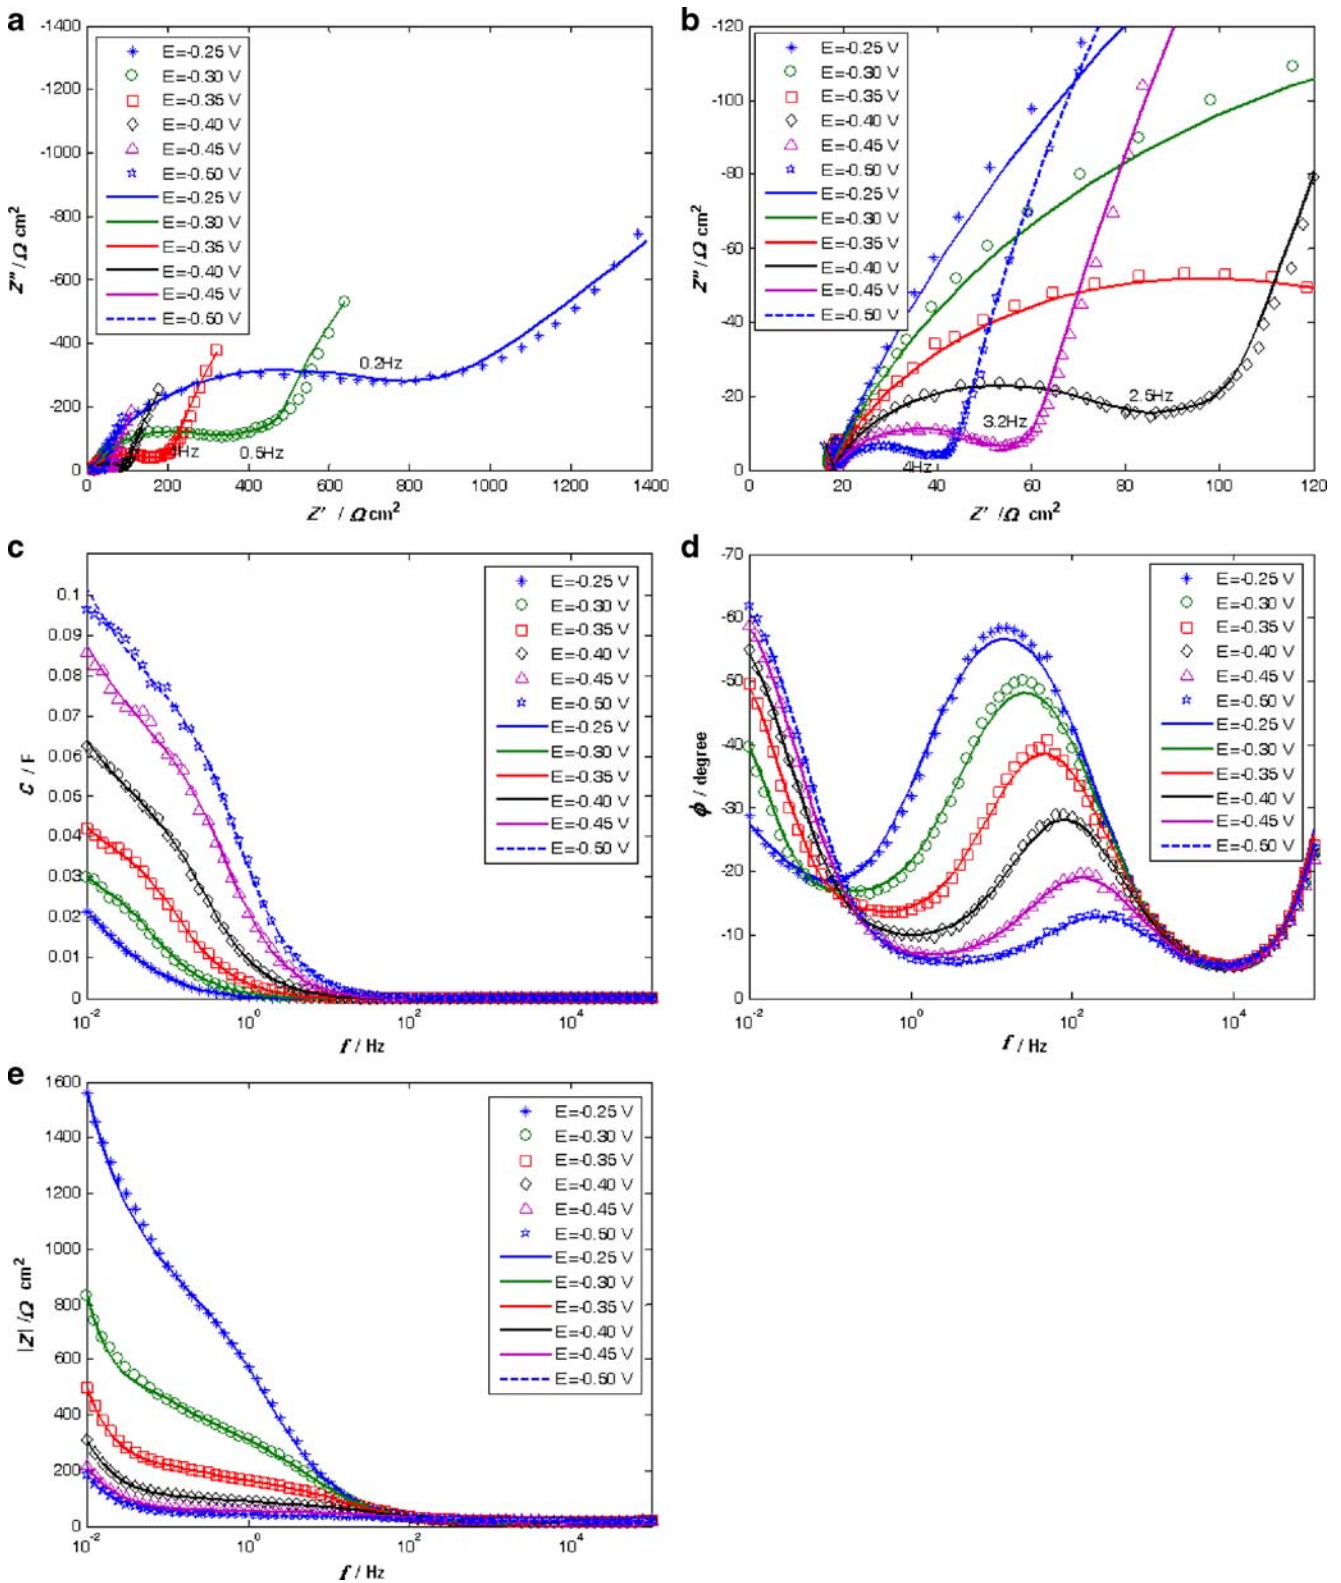 a
-1400
-1200
-1000
-800
-600
-400
-200
0
Z'' / Ω cm²
E=-0.25 V
E=-0.30 V
E=-0.35 V
E=-0.40 V
E=-0.45 V
E=-0.50 V
E=-0.25 V
E=-0.30 V
E=-0.35 V
E=-0.40 V
E=-0.45 V
E=-0.50 V
0.2Hz
0.5Hz
0 200 400 600 800 1000 1200 1400
Z' / Ω cm²
b
-120
-100
-80
-60
-40
-20
0
Z'' / Ω cm²
E=-0.25 V
E=-0.30 V
E=-0.35 V
E=-0.40 V
E=-0.45 V
E=-0.50 V
E=-0.25 V
E=-0.30 V
E=-0.35 V
E=-0.40 V
E=-0.45 V
E=-0.50 V
2.5Hz
3.2Hz
4Hz
20 40 60 80 100 120
Z' /Ω cm²
c
0.1
0.09
0.08
0.07
0.06
0.05
0.04
0.03
0.02
0.01
0
C / F
E=-0.25 V
E=-0.30 V
E=-0.35 V
E=-0.40 V
E=-0.45 V
E=-0.50 V
E=-0.25 V
E=-0.30 V
E=-0.35 V
E=-0.40 V
E=-0.45 V
E=-0.50 V
10⁻² 10⁰ 10² 10⁴
f / Hz
d
-70
-60
-50
-40
-30
-20
-10
0
ϕ / degree
E=-0.25 V
E=-0.30 V
E=-0.35 V
E=-0.40 V
E=-0.45 V
E=-0.50 V
E=-0.25 V
E=-0.30 V
E=-0.35 V
E=-0.40 V
E=-0.45 V
E=-0.50 V
10⁻² 10⁰ 10² 10⁴
f / Hz
e
1600
1400
1200
1000
800
600
400
200
0
|Z| /Ω cm²
E=-0.25 V
E=-0.30 V
E=-0.35 V
E=-0.40 V
E=-0.45 V
E=-0.50 V
E=-0.25 V
E=-0.30 V
E=-0.35 V
E=-0.40 V
E=-0.45 V
E=-0.50 V
10⁻² 10⁰ 10² 10⁴
f / Hz